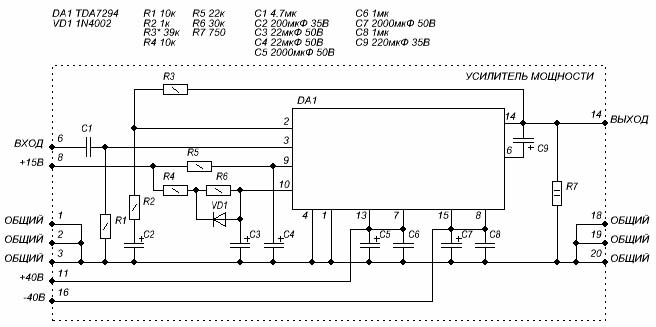 DA1 TDA7294 R1 10к R5 22к C1 4.7мк C6 1мк
VD1 1N4002 R2 1к R6 30к C2 200мкФ 35В C7 2000мкФ 50В
R3* 39к R7 750 C3 22мкФ 50В C8 1мк
R4 10к C4 22мкФ 50В C9 220мкФ 35В
C5 2000мкФ 50В
УСИЛИТЕЛЬ МОЩНОСТИ
R3
DA1
14 14 ВЫХОД
2
6 C1 3
ВХОД
8 R5 9 6 + C9
+15В
R4 R6 10
R7
R2 VD1
ОБЩИЙ 1 4 1 13 7 15 8 18 ОБЩИЙ
R1
ОБЩИЙ 2 + C2 + C3 + C4 + C5 C6 + C7 C8 19 ОБЩИЙ
ОБЩИЙ 3 20 ОБЩИЙ
+40В 11
-40В 16